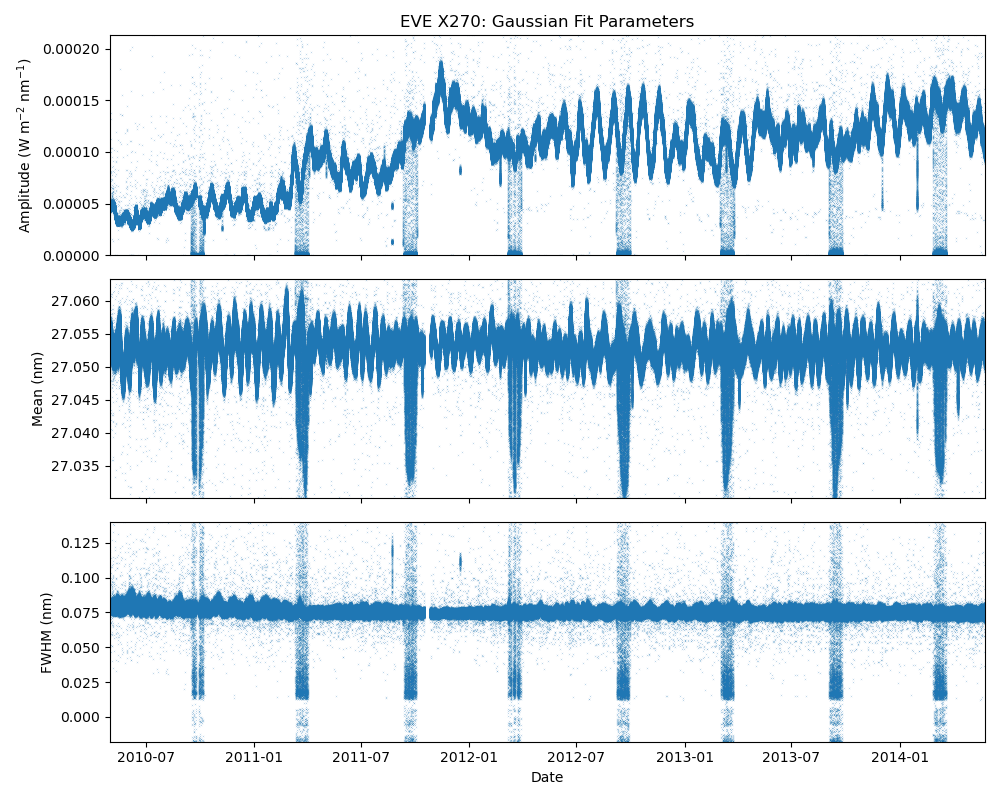 EVE X270: Gaussian Fit Parameters
Amplitude (W m⁻² nm⁻¹)
0.00020
0.00015
0.00010
0.00005
0.00000
Mean (nm)
27.060
27.055
27.050
27.045
27.040
27.035
FWHM (nm)
0.125
0.100
0.075
0.050
0.025
0.000
2010-07 2011-01 2011-07 2012-01 2012-07 2013-01 2013-07 2014-01
Date